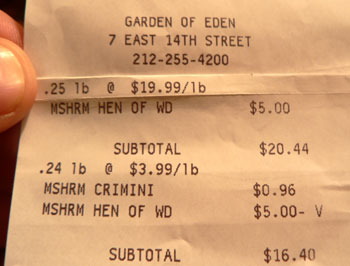 GARDEN OF EDEN
7 EAST 14TH STREET
212-255-4200
.25 lb @ $19.99/lb
MSHRM HEN OF WD $5.00
SUBTOTAL $20.44
.24 lb @ $3.99/lb
MSHRM CRIMINI $0.96
MSHRM HEN OF WD $5.00- V
SUBTOTAL $16.40